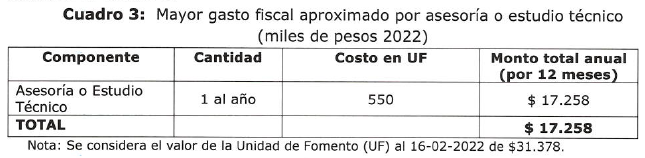 Cuadro 3: Mayor gasto fiscal aproximado por asesoría o estudio técnico
(miles de pesos 2022)
Componente Cantidad Costo en UF Monto total anual
(por 12 meses)
Asesoría o Estudio
Técnico 1 al año 550 $ 17.258
TOTAL $ 17.258
Nota: Se considera el valor de la Unidad de Fomento (UF) al 16-02-2022 de $31.378.